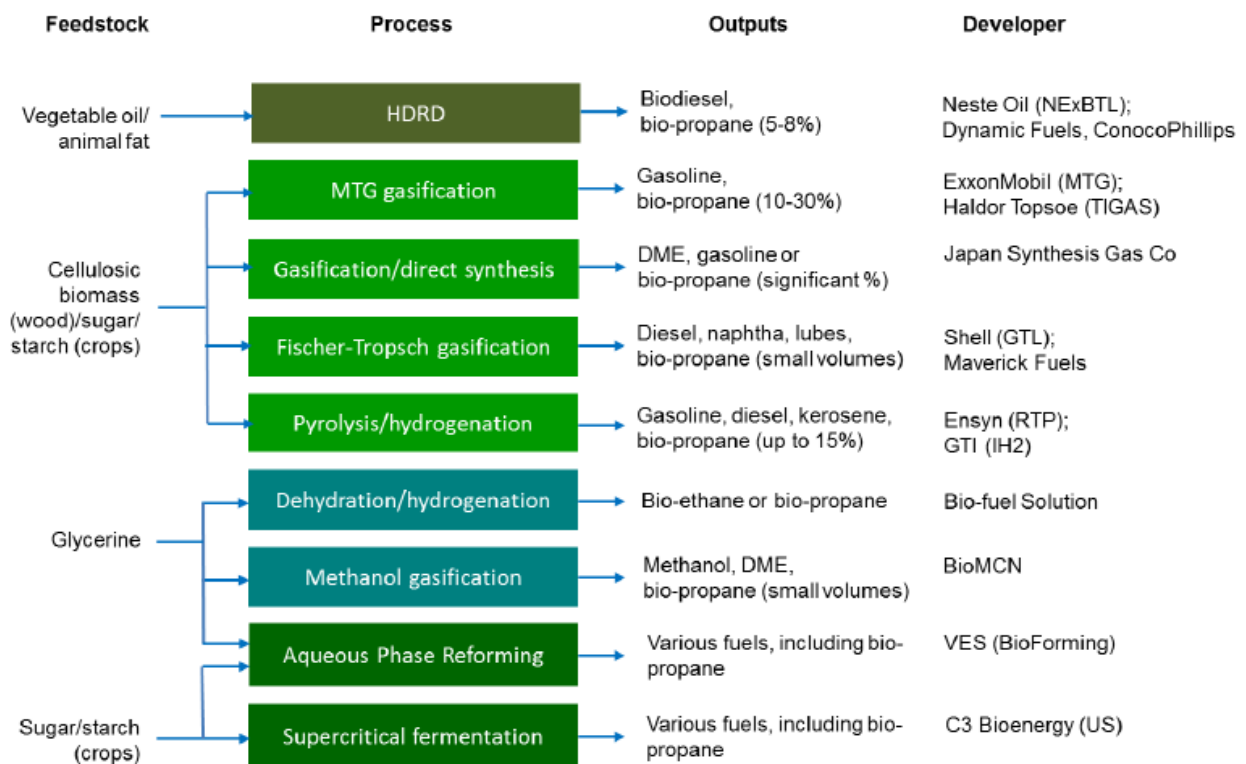 Feedstock Process Outputs Developer
Vegetable oil/
animal fat
HDRD
Biodiesel,
bio-propane (5-8%)
Neste Oil (NExBTL);
Dynamic Fuels, ConocoPhillips
MTG gasification
Gasoline,
bio-propane (10-30%)
ExxonMobil (MTG);
Haldor Topsoe (TIGAS)
Cellulosic
biomass
(wood)/sugar/
starch (crops)
Gasification/direct synthesis
DME, gasoline or
bio-propane (significant %)
Japan Synthesis Gas Co
Fischer-Tropsch gasification
Diesel, naphtha, lubes,
bio-propane (small volumes)
Shell (GTL);
Maverick Fuels
Pyrolysis/hydrogenation
Gasoline, diesel, kerosene,
bio-propane (up to 15%)
Ensyn (RTP);
GTI (IH2)
Glycerine
Dehydration/hydrogenation
Bio-ethane or bio-propane
Bio-fuel Solution
Methanol gasification
Methanol, DME,
bio-propane (small volumes)
BioMCN
Aqueous Phase Reforming
Various fuels, including bio-
propane
VES (BioForming)
Sugar/starch
(crops)
Supercritical fermentation
Various fuels, including bio-
propane
C3 Bioenergy (US)